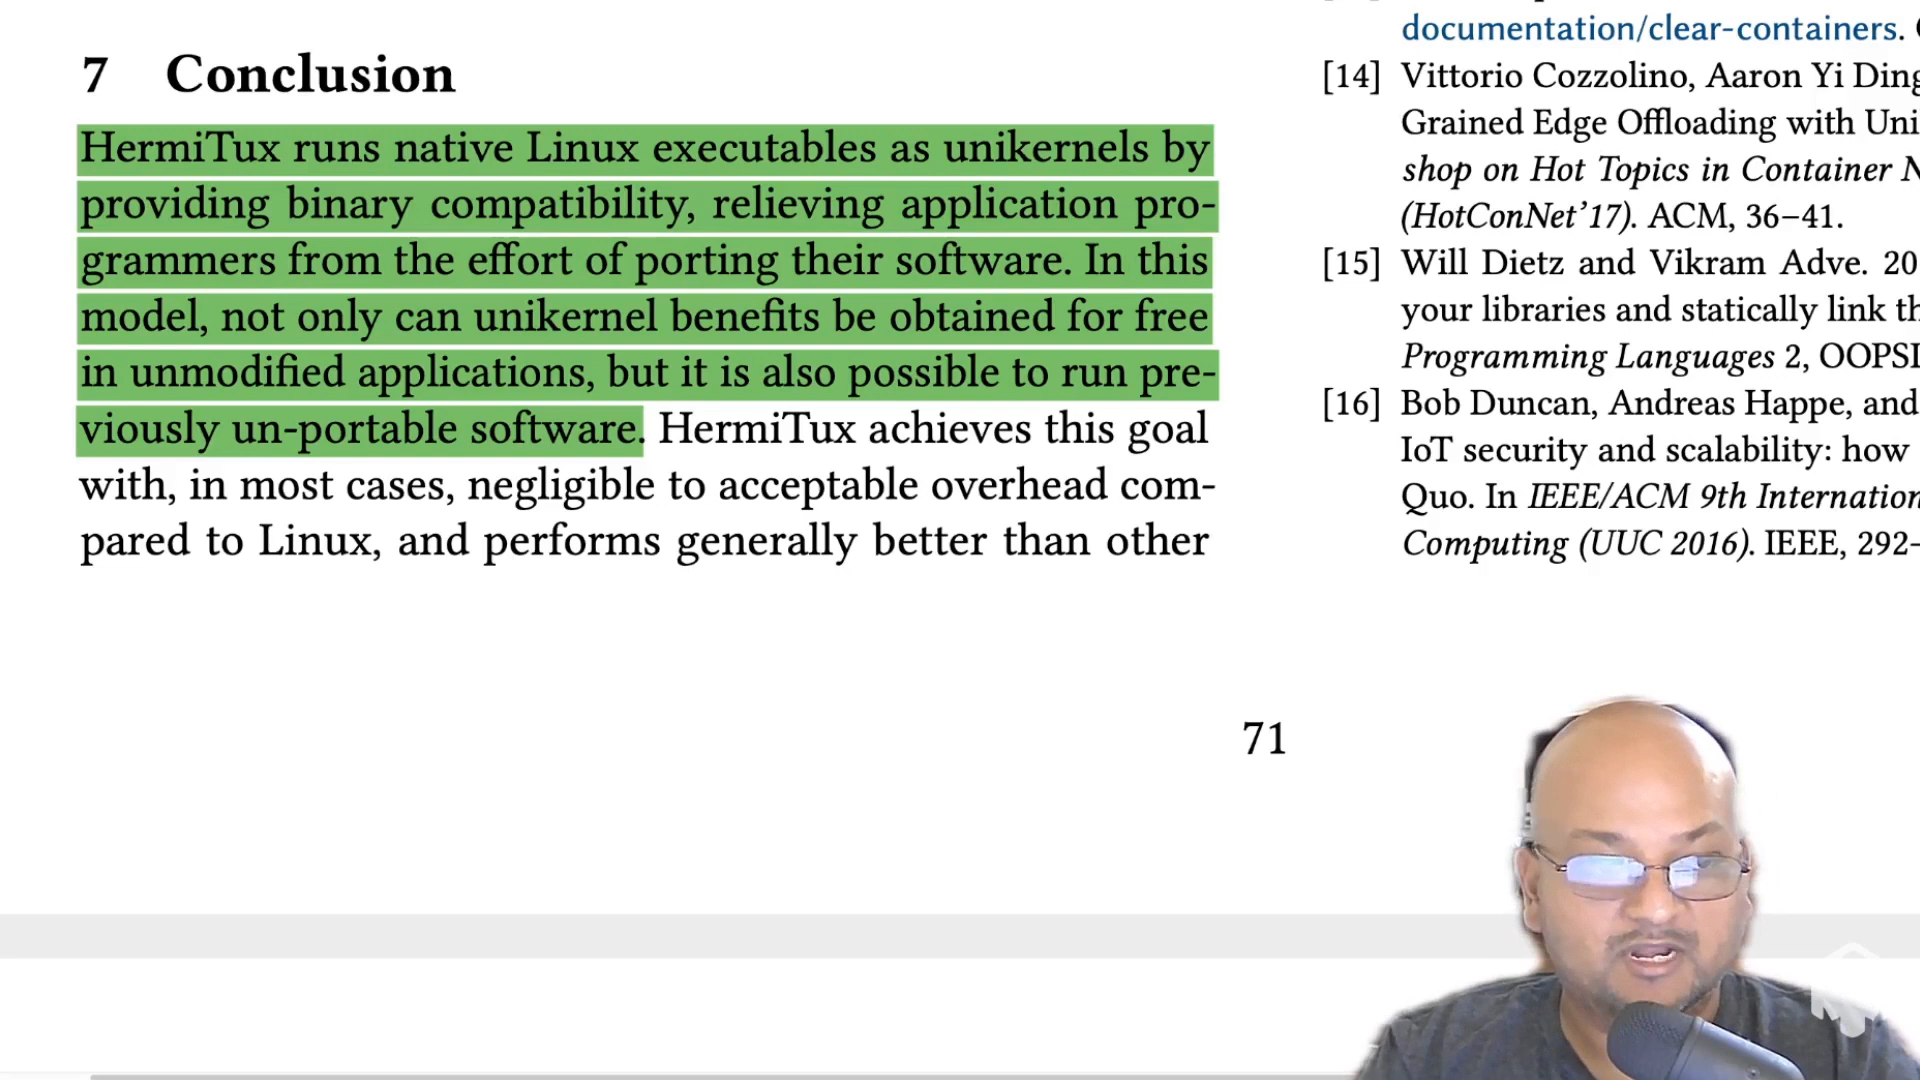 7 Conclusion
HermiTux runs native Linux executables as unikernels by
providing binary compatibility, relieving application pro-
grammers from the effort of porting their software. In this
model, not only can unikernel benefits be obtained for free
in unmodified applications, but it is also possible to run pre-
viously un-portable software. HermiTux achieves this goal
with, in most cases, negligible to acceptable overhead com-
pared to Linux, and performs generally better than other
documentation/clear-containers.
[14] Vittorio Cozzolino, Aaron Yi Ding
Grained Edge Offloading with Uni
shop on Hot Topics in Container N
(HotConNet’17). ACM, 36–41.
[15] Will Dietz and Vikram Adve. 20
your libraries and statically link th
Programming Languages 2, OOPSL
[16] Bob Duncan, Andreas Happe, and
IoT security and scalability: how
Quo. In IEEE/ACM 9th Internation
Computing (UUC 2016). IEEE, 292–
71